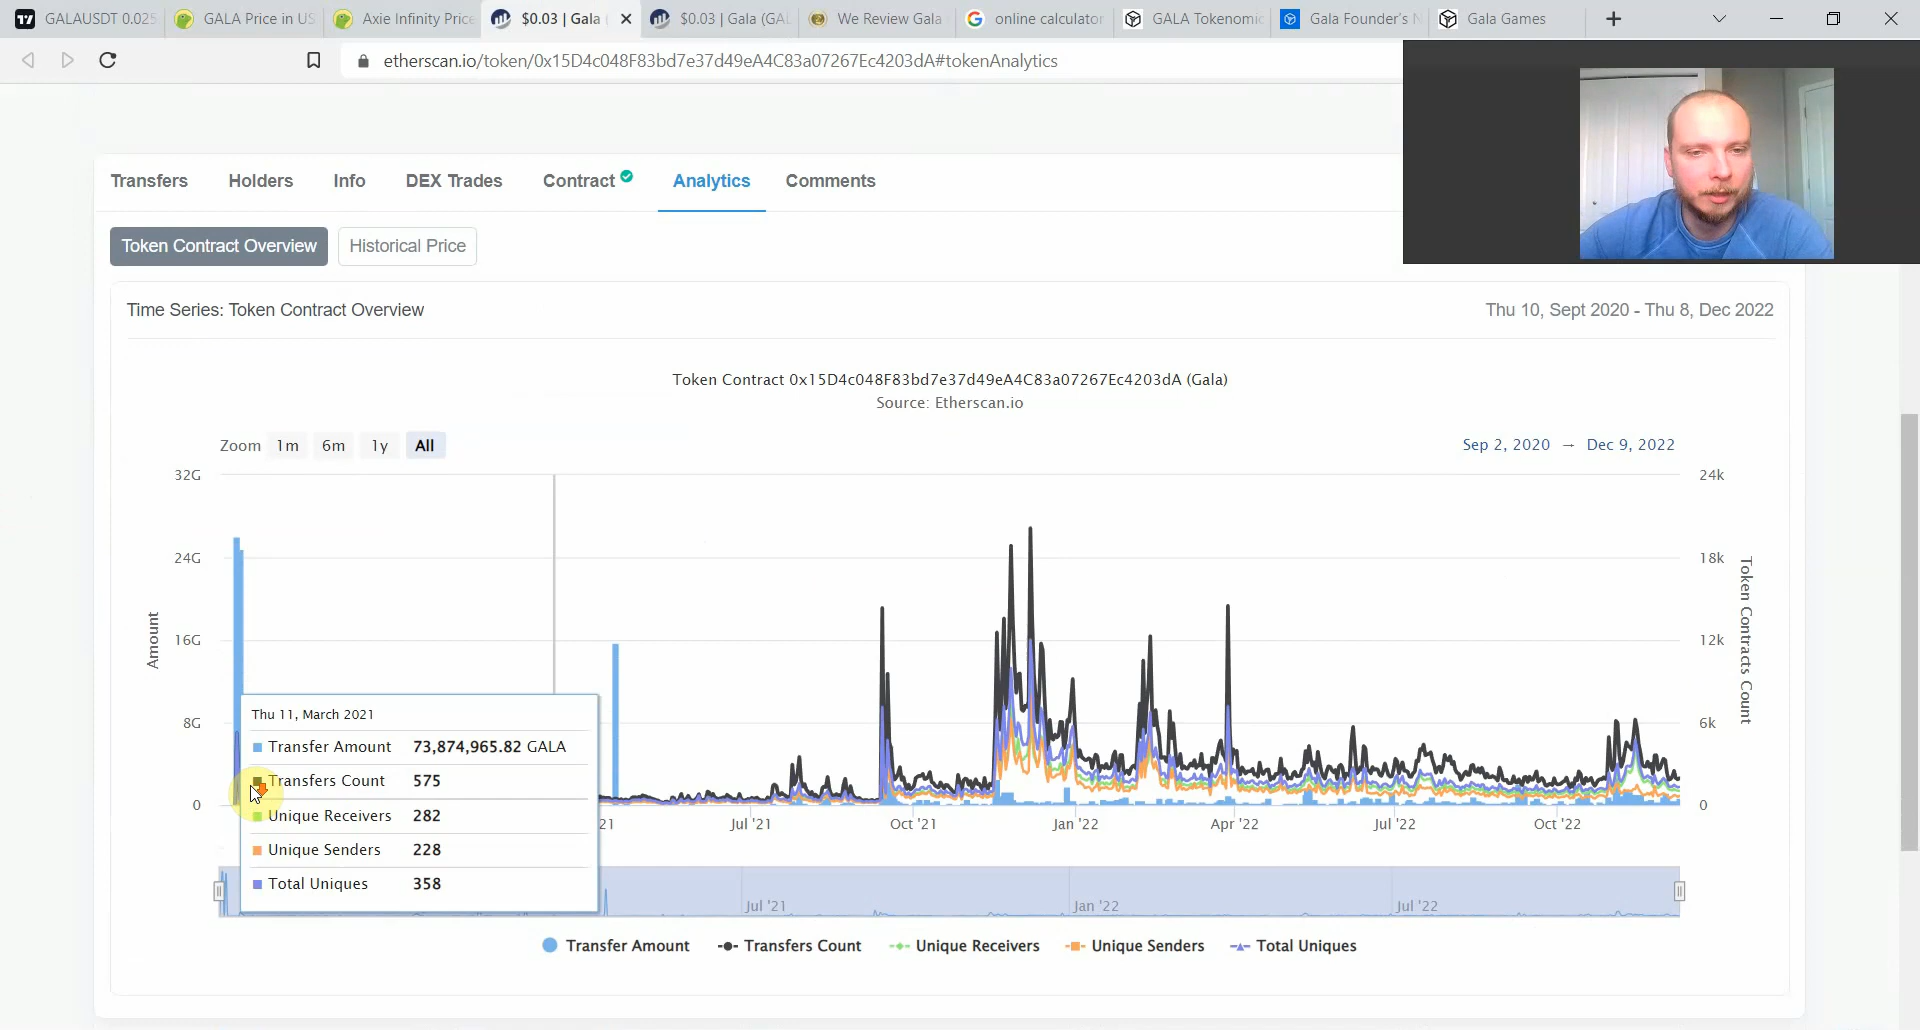 GALAUSDT 0.025
GALA Price in US
Axie Infinity Price
$0.03 | Gala
$0.03 | Gala (GAL
We Review Gala
online calculator
GALA Tokenomic
Gala Founder's N
Gala Games
etherscan.io/token/0x15D4c048F83bd7e37d49eA4C83a07267Ec4203dA#tokenAnalytics
Transfers
Holders
Info
DEX Trades
Contract
Analytics
Comments
Token Contract Overview
Historical Price
Time Series: Token Contract Overview
Thu 10, Sept 2020 - Thu 8, Dec 2022
Token Contract 0x15D4c048F83bd7e37d49eA4C83a07267Ec4203dA (Gala)
Source: Etherscan.io
Zoom 1m 6m 1y All
Sep 2, 2020 → Dec 9, 2022
32G
24G
16G
8G
0
Amount
24k
18k
12k
6k
0
Token Contracts Count
Thu 11, March 2021
Transfer Amount 73,874,965.82 GALA
Transfers Count 575
Unique Receivers 282
Unique Senders 228
Total Uniques 358
21
Jul '21
Oct '21
Jan '22
Apr '22
Jul '22
Oct '22
Jul '21
Jan '22
Jul '22
Transfer Amount
Transfers Count
Unique Receivers
Unique Senders
Total Uniques